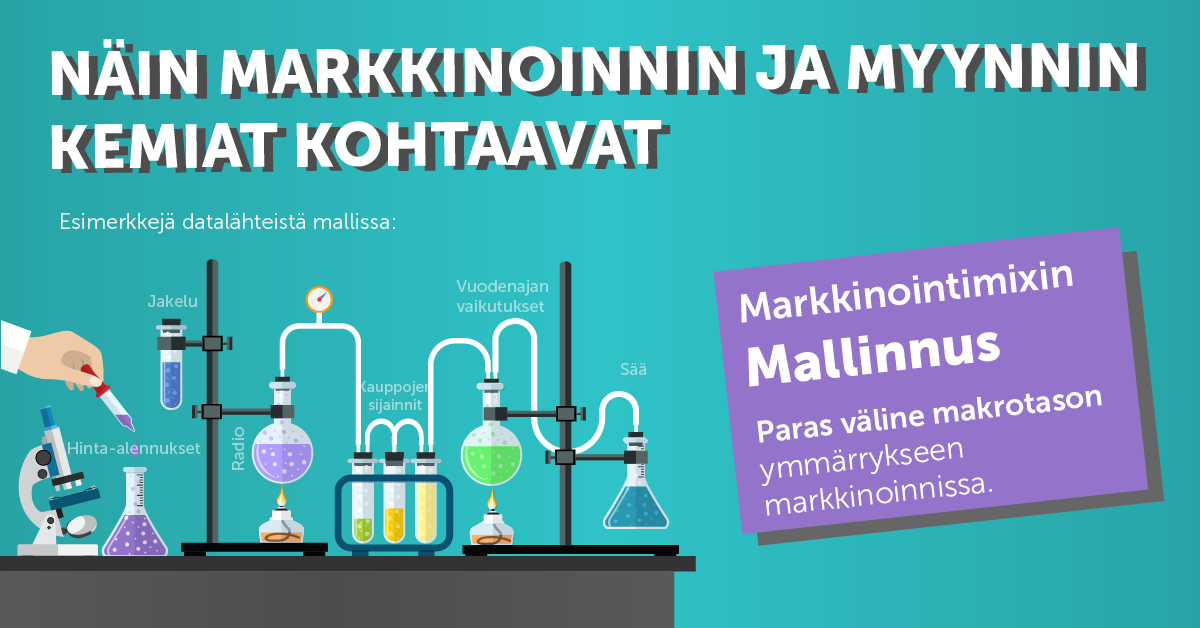 NÄIN MARKKINOINNIN JA MYYNNIN
KEMIAT KOHTAAVAT
Esimerkkejä datalähteistä mallissa:
Jakelu
Vuodenajan
vaikutukset
Sää
Kauppojen
sijainnit
Radio
Hinta-alennukset
Markkinointimixin
Mallinnus
Paras väline makrotason
ymmärrykseen
markkinoinnissa.